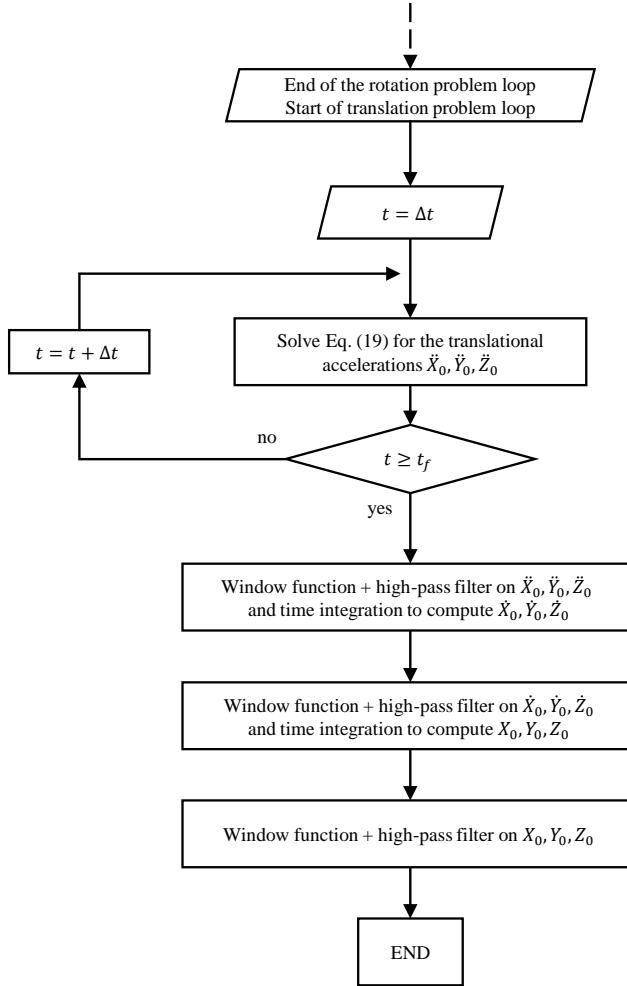 End of the rotation problem loop
Start of translation problem loop
t = Δt
Solve Eq. (19) for the translational
accelerations Ẍ₀, Ÿ₀, Z̈₀
t = t + Δt
no
t ≥ t_f
yes
Window function + high-pass filter on Ẍ₀, Ÿ₀, Z̈₀
and time integration to compute Ẋ₀, Ẏ₀, Ż₀
Window function + high-pass filter on Ẋ₀, Ẏ₀, Ż₀
and time integration to compute X₀, Y₀, Z₀
Window function + high-pass filter on X₀, Y₀, Z₀
END